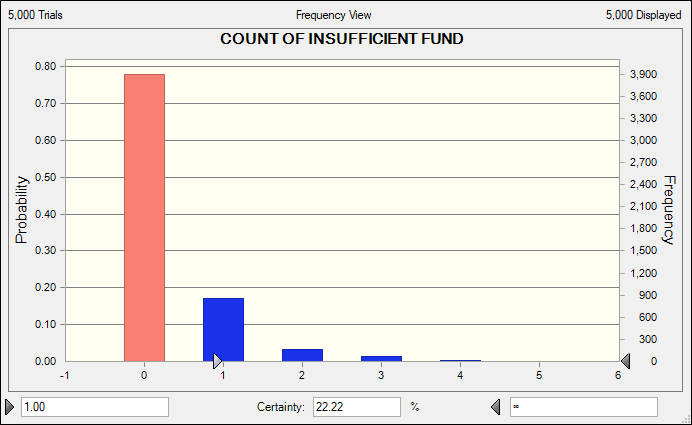 5,000 Trials Frequency View 5,000 Displayed
COUNT OF INSUFFICIENT FUND
0.80 3,900
0.70 3,600
0.60 3,300
0.50 3,000
0.40 2,700
0.30 2,400
0.20 2,100
0.10 1,800
0.00 1,500
1,200
900
600
300
0
Probability
Frequency
-1 0 1 2 3 4 5 6
1.00 Certainty: 22.22 % ∞